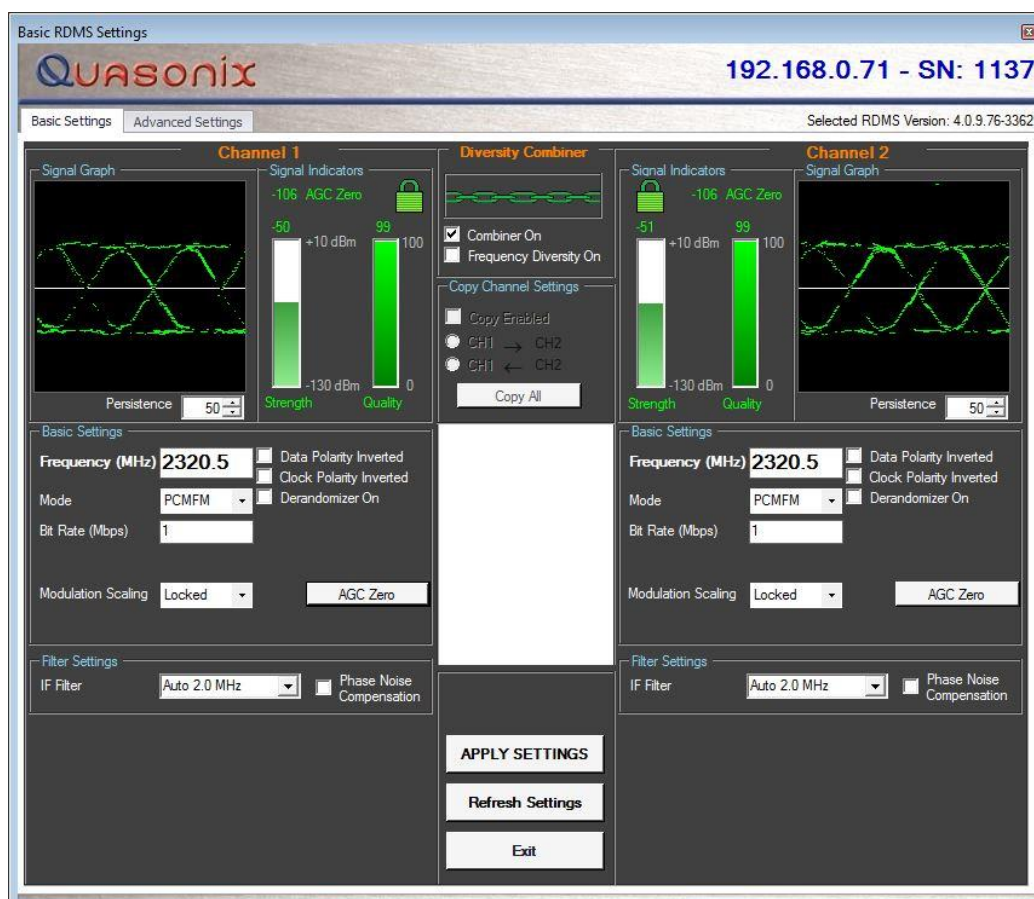 Basic RDMS Settings
Quasonix
192.168.0.71 - SN: 1137
Basic Settings
Advanced Settings
Selected RDMS Version: 4.0.9.76-3362
Channel 1
Signal Graph
Persistence
50
Signal Indicators
-106 AGC Zero
-50
99
+10 dBm
100
-130 dBm
0
Strength
Quality
Basic Settings
Frequency (MHz) 2320.5
Data Polarity Inverted
Clock Polarity Inverted
Mode PCMFM
Derandomizer On
Bit Rate (Mbps) 1
Modulation Scaling Locked
AGC Zero
Filter Settings
IF Filter Auto 2.0 MHz
Phase Noise
Compensation
Diversity Combiner
Combiner On
Frequency Diversity On
Copy Channel Settings
Copy Enabled
CH1 → CH2
CH1 ← CH2
Copy All
APPLY SETTINGS
Refresh Settings
Exit
Channel 2
Signal Indicators
-106 AGC Zero
-51
99
+10 dBm
100
-130 dBm
0
Strength
Quality
Signal Graph
Persistence
50
Basic Settings
Frequency (MHz) 2320.5
Data Polarity Inverted
Clock Polarity Inverted
Mode PCMFM
Derandomizer On
Bit Rate (Mbps) 1
Modulation Scaling Locked
AGC Zero
Filter Settings
IF Filter Auto 2.0 MHz
Phase Noise
Compensation